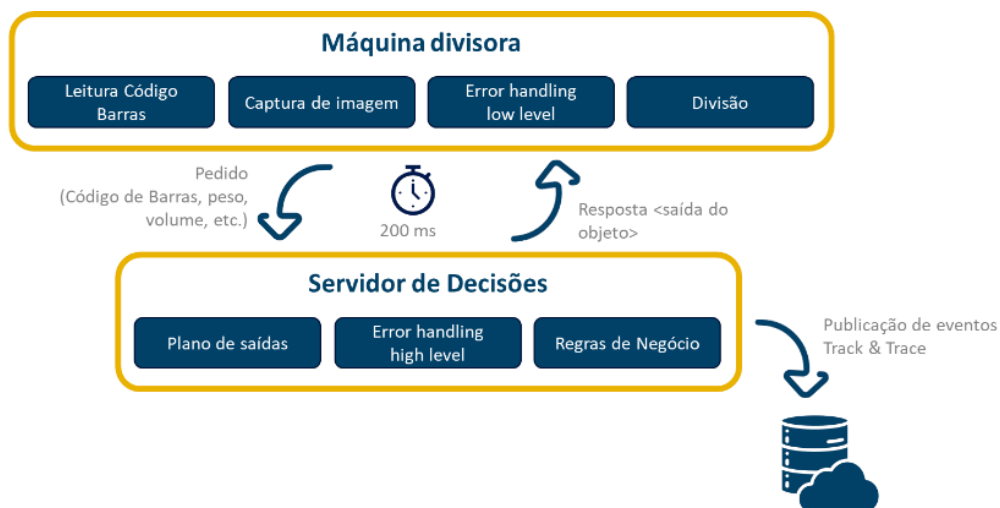 Máquina divisora
Leitura Código
Barras
Captura de imagem
Error handling
low level
Divisão
Pedido
(Código de Barras, peso,
volume, etc.)
200 ms
Resposta <saída do
objeto>
Servidor de Decisões
Plano de saídas
Error handling
high level
Regras de Negócio
Publicação de eventos
Track & Trace